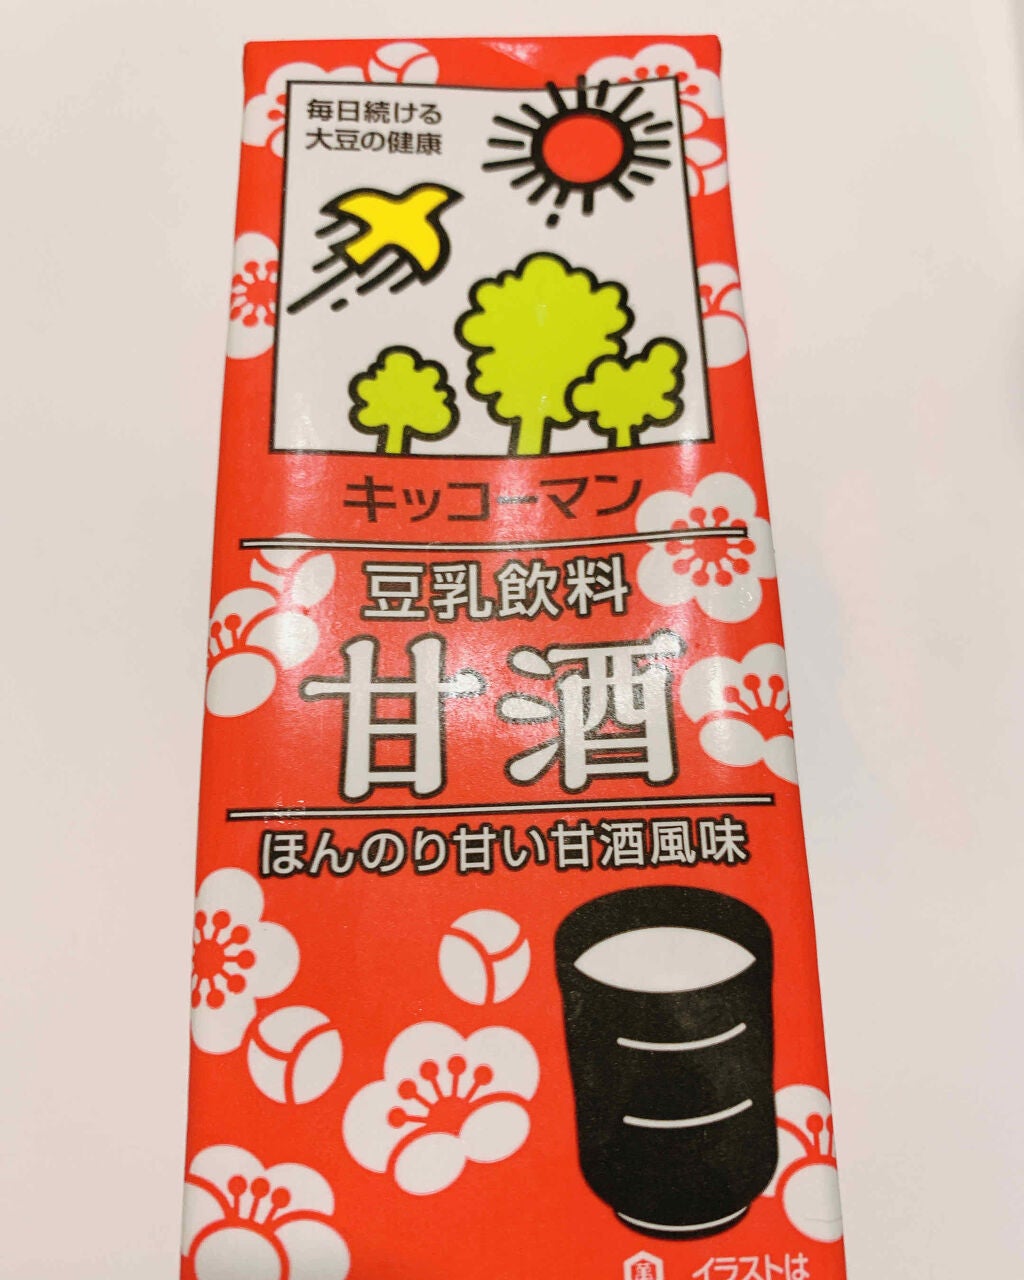 毎日続ける
大豆の健康
キッコーマン
豆乳飲料
甘酒
ほんのり甘い甘酒風味
萬
イラストは